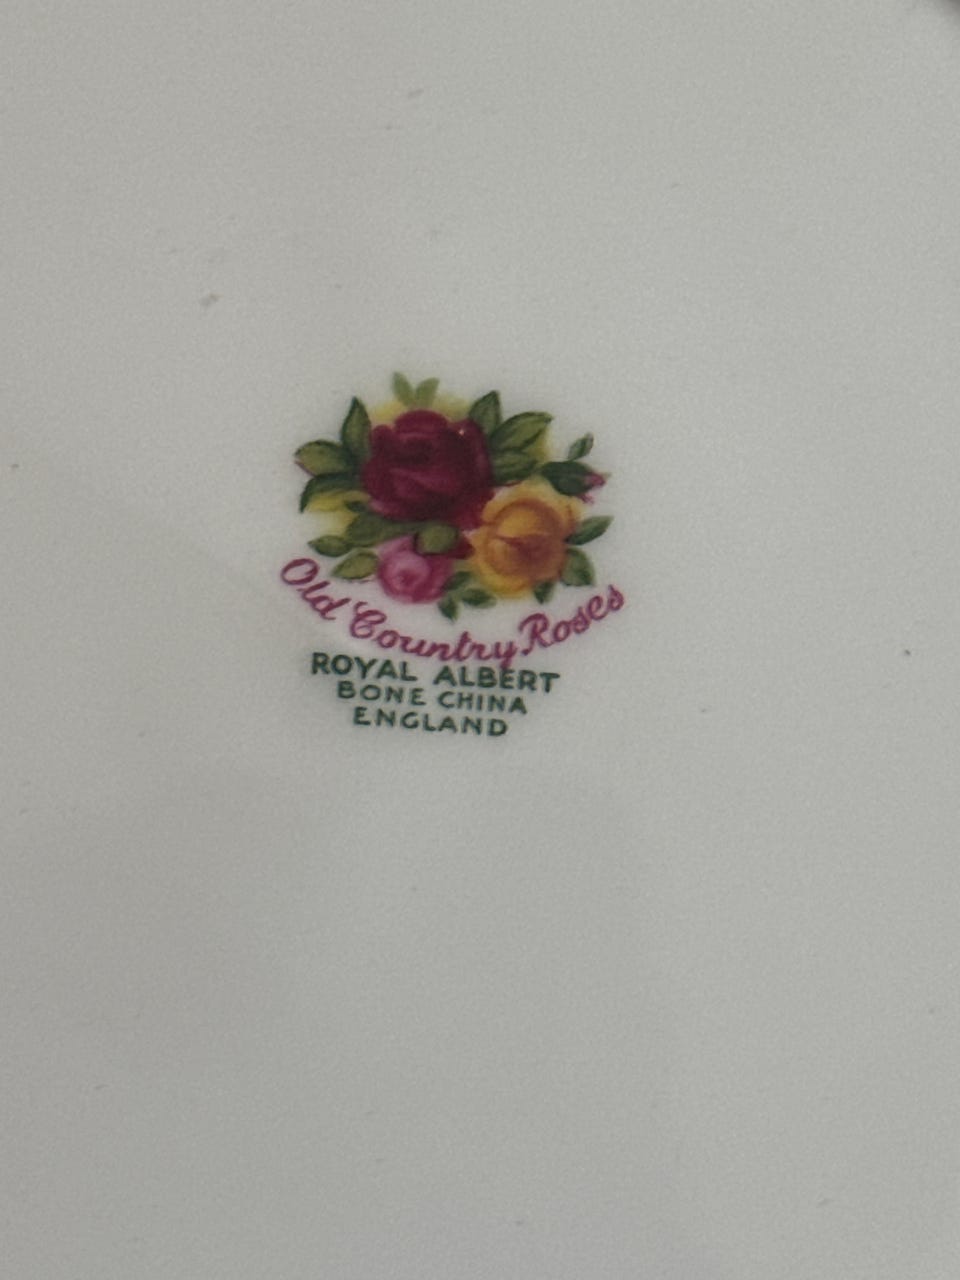 Old Country Roses
ROYAL ALBERT
BONE CHINA
ENGLAND